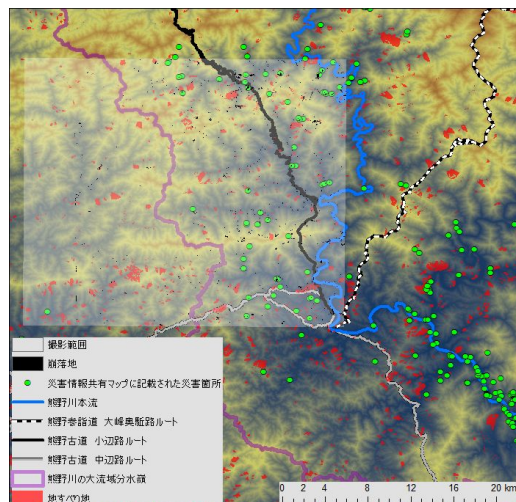 撮影範囲
崩落地
災害情報共有マップに記載された災害箇所
熊野川本流
熊野参詣道 大峰奥駈路ルート
熊野古道 小辺路ルート
熊野古道 中辺路ルート
熊野川の大流域分水嶺
地すべり地
0 2 4 8 12 16 20 km